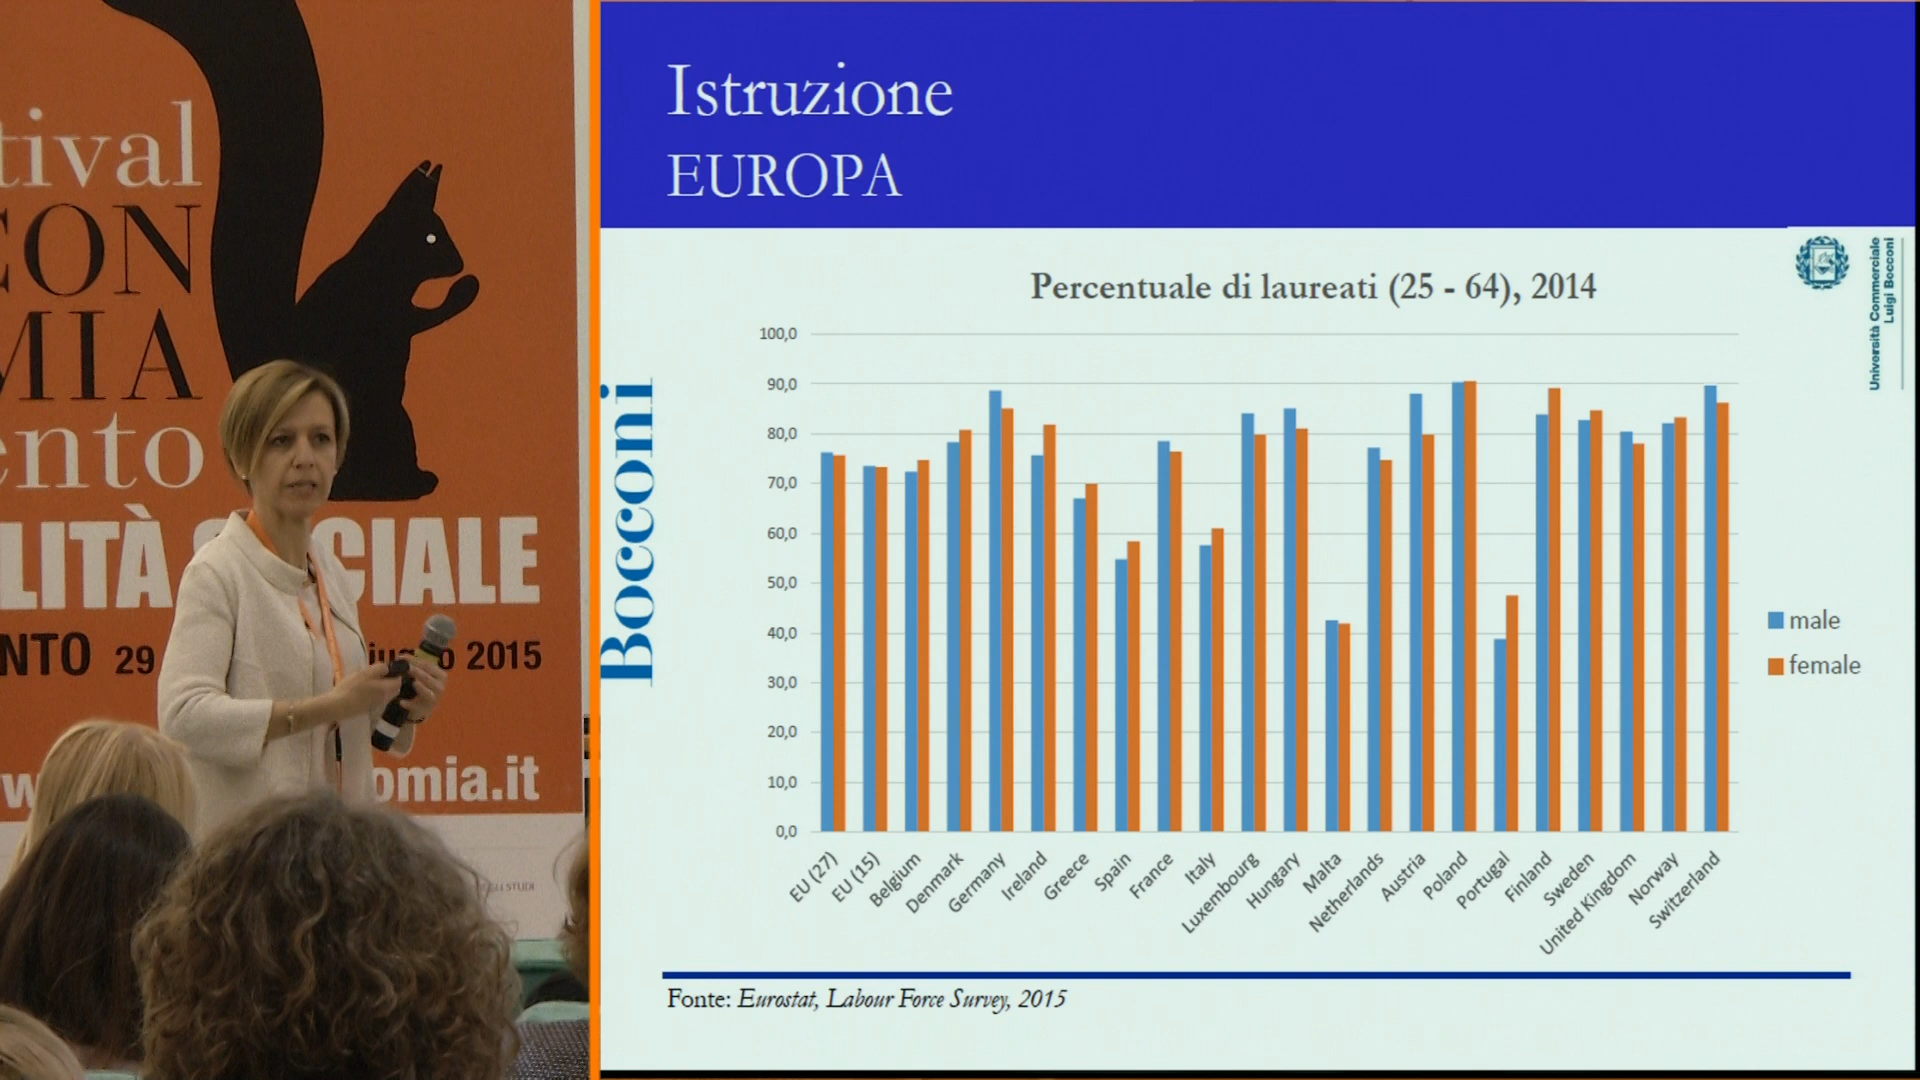 tival
CON
MIA
ento
LITÀ SOCIALE
NTO 29 iugno 2015
omia.it
EGLI STUDI
Istruzione
EUROPA
Bocconi
Università Commerciale
Luigi Bocconi
Percentuale di laureati (25 - 64), 2014
100,0
90,0
80,0
70,0
60,0
50,0
40,0
30,0
20,0
10,0
0,0
EU (27)
EU (15)
Belgium
Denmark
Germany
Ireland
Greece
Spain
France
Italy
Luxembourg
Hungary
Malta
Netherlands
Austria
Poland
Portugal
Finland
Sweden
United Kingdom
Norway
Switzerland
male
female
Fonte: Eurostat, Labour Force Survey, 2015